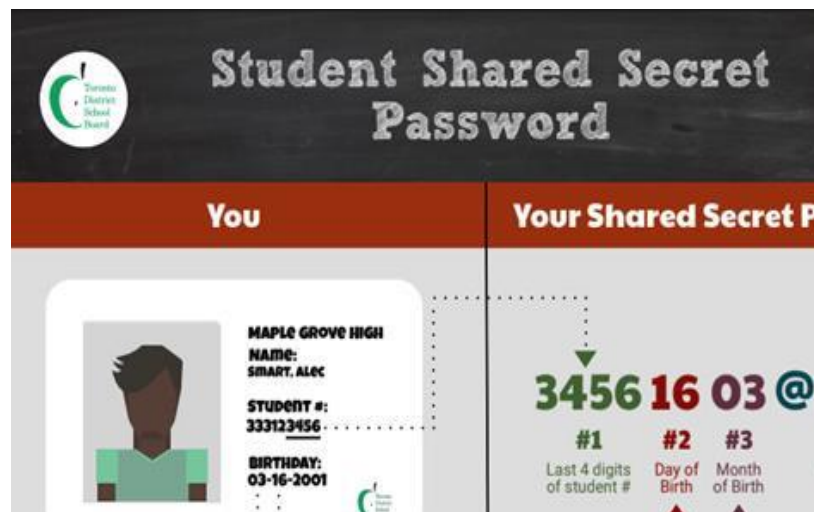 Toronto
District
School
Board
Student Shared Secret
Password
You
Your Shared Secret P
MAPLE GROVE HIGH
NAME:
SMART, ALEC
STUDENT #:
333123456
BIRTHDAY:
03-16-2001
3456 16 03 @
#1 #2 #3
Last 4 digits of student #
Day of Birth
Month of Birth